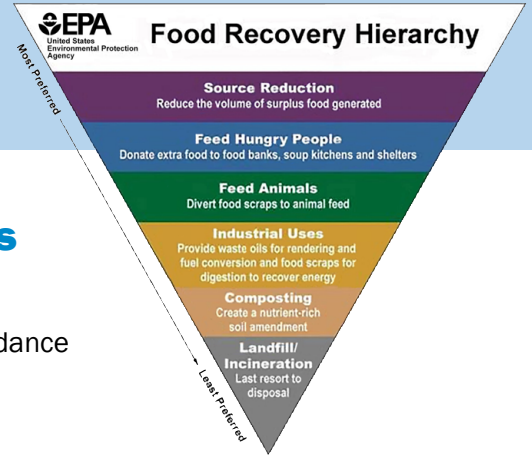 EPA
United States
Environmental Protection
Agency
Food Recovery Hierarchy
Most Preferred
Source Reduction
Reduce the volume of surplus food generated
Feed Hungry People
Donate extra food to food banks, soup kitchens and shelters
Feed Animals
Divert food scraps to animal feed
s
Industrial Uses
Provide waste oils for rendering and
fuel conversion and food scraps for
digestion to recover energy
Composting
Create a nutrient-rich
soil amendment
dance
Landfill/
Incineration
Last resort to
disposal
Least Preferred